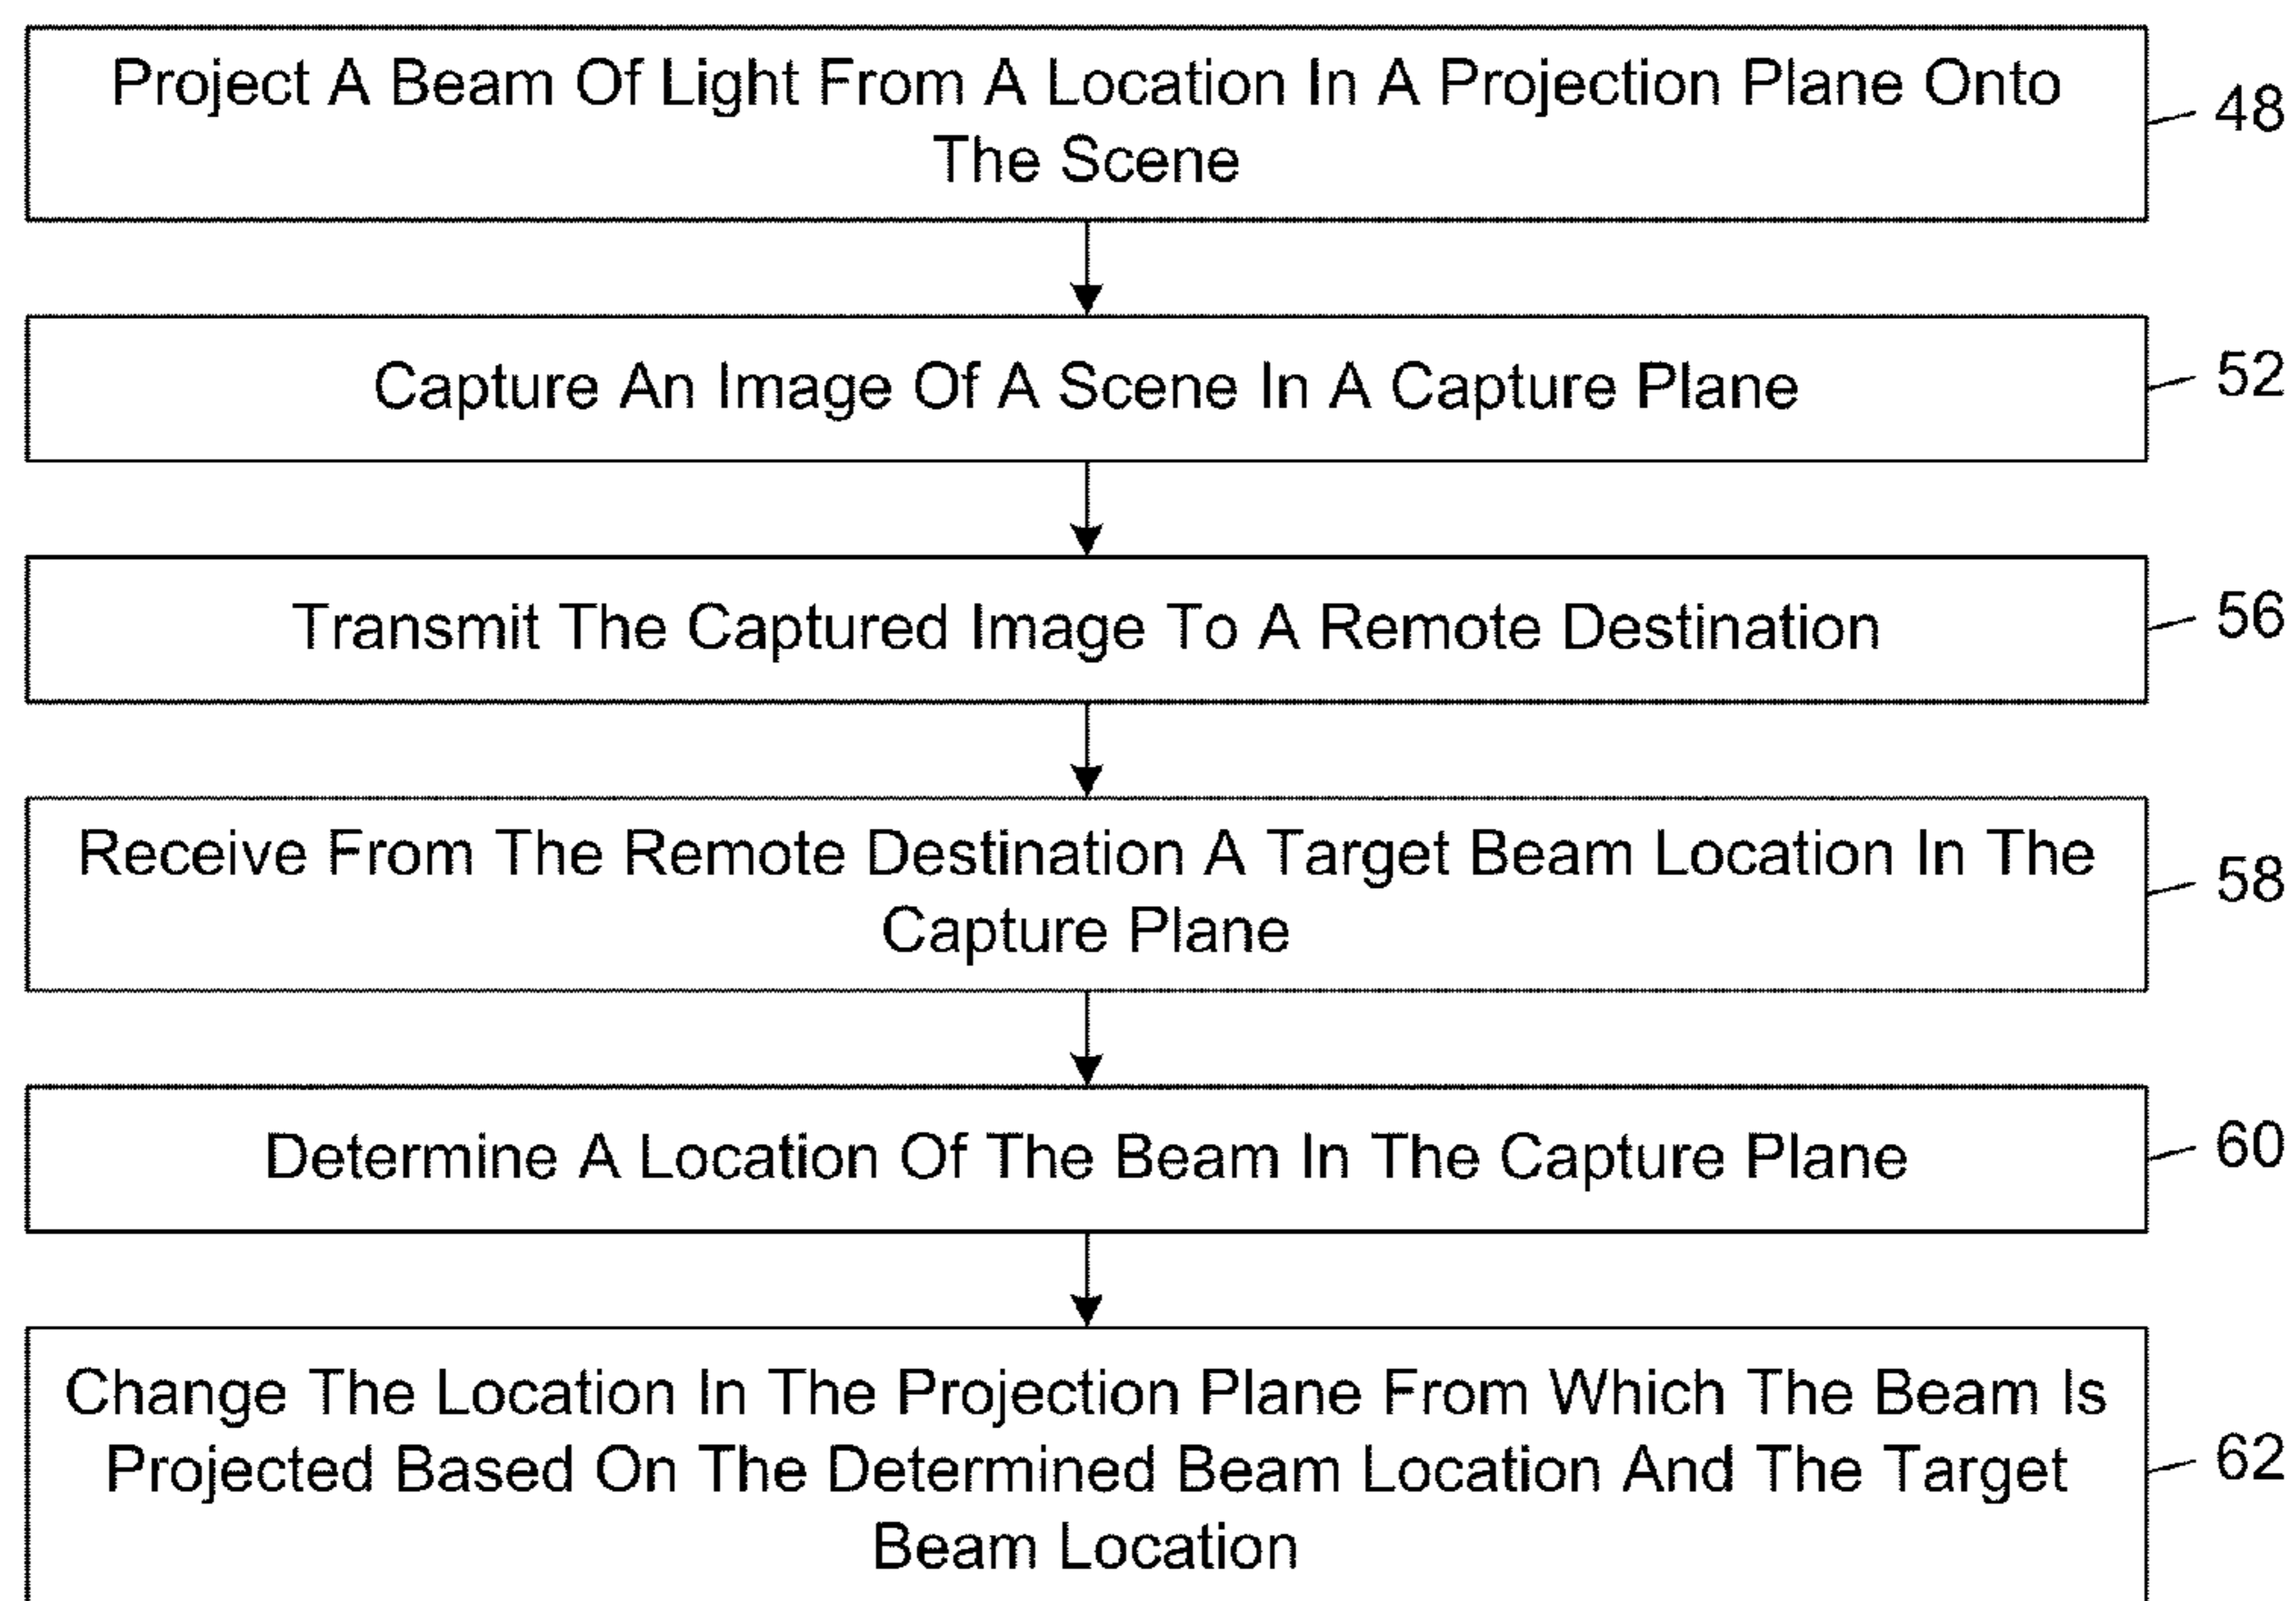 Project A Beam Of Light From A Location In A Projection Plane Onto
The Scene
48
Capture An Image Of A Scene In A Capture Plane
52
Transmit The Captured Image To A Remote Destination
56
Receive From The Remote Destination A Target Beam Location In The
Capture Plane
58
Determine A Location Of The Beam In The Capture Plane
60
Change The Location In The Projection Plane From Which The Beam Is
Projected Based On The Determined Beam Location And The Target
Beam Location
62